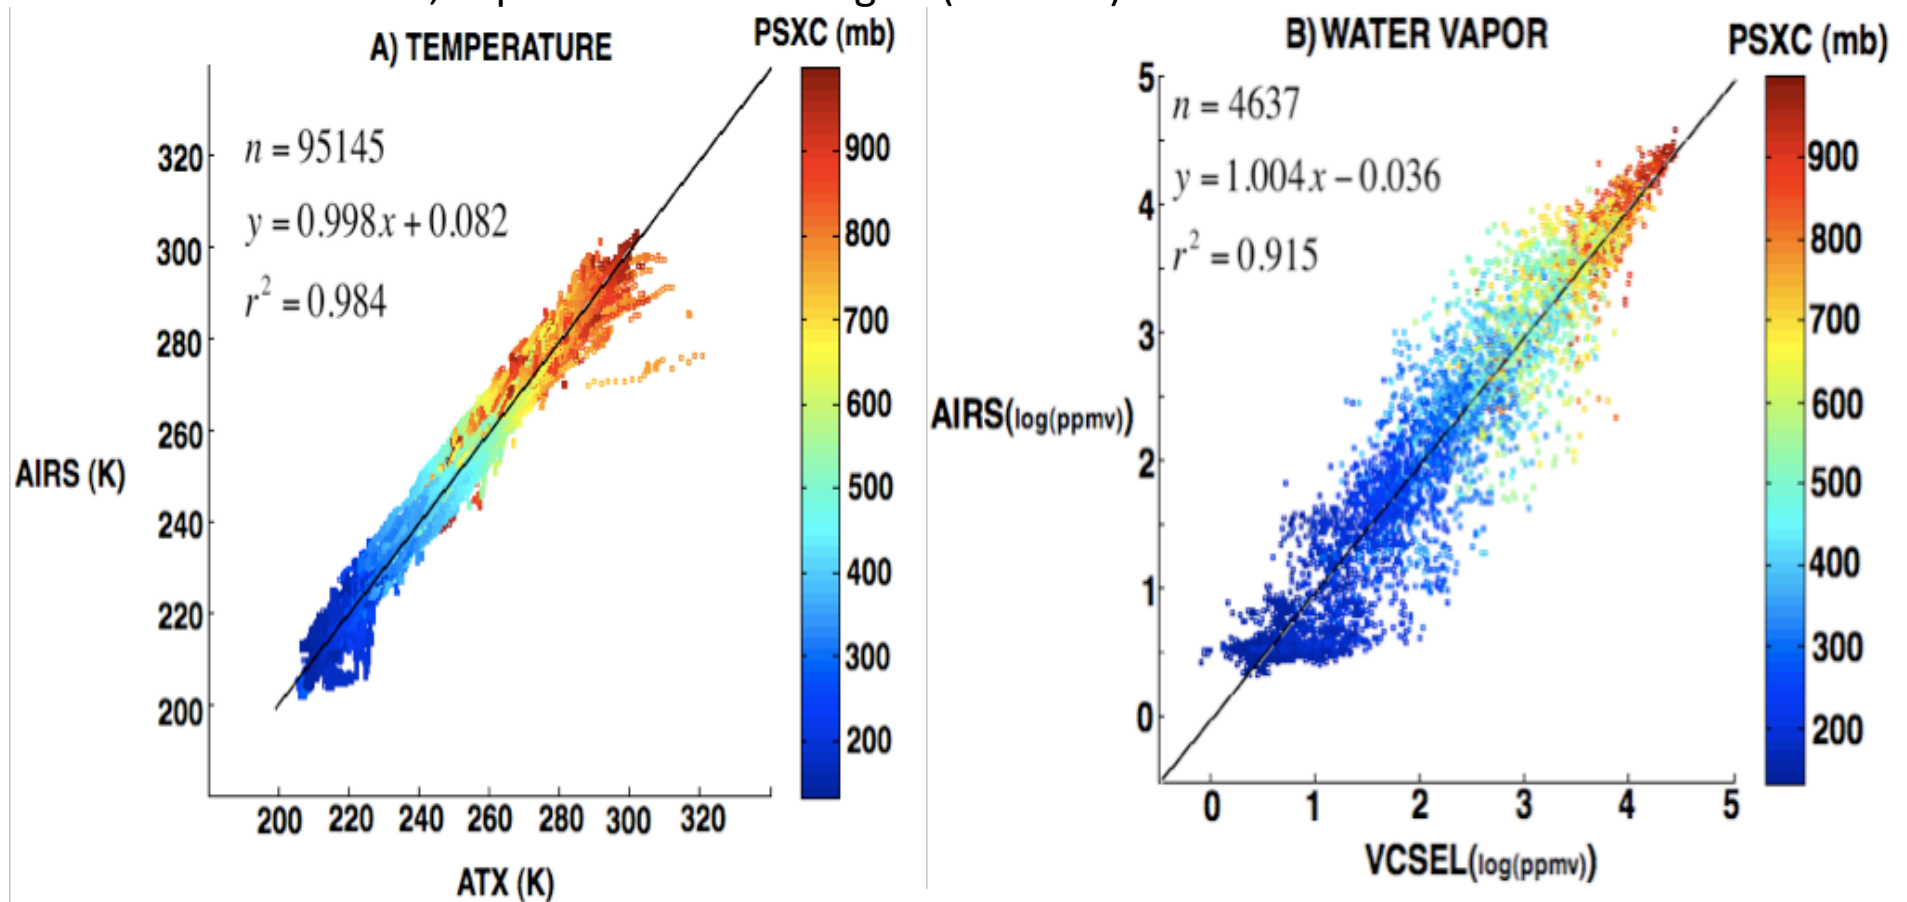 A) TEMPERATURE
PSXC (mb)
n = 95145
y = 0.998x + 0.082
r² = 0.984
320
300
280
260
240
220
200
AIRS (K)
200 220 240 260 280 300 320
ATX (K)
900
800
700
600
500
400
300
200
B) WATER VAPOR
PSXC (mb)
n = 4637
y = 1.004x − 0.036
r² = 0.915
5
4
3
2
1
0
AIRS(log(ppmv))
0 1 2 3 4 5
VCSEL(log(ppmv))
900
800
700
600
500
400
300
200